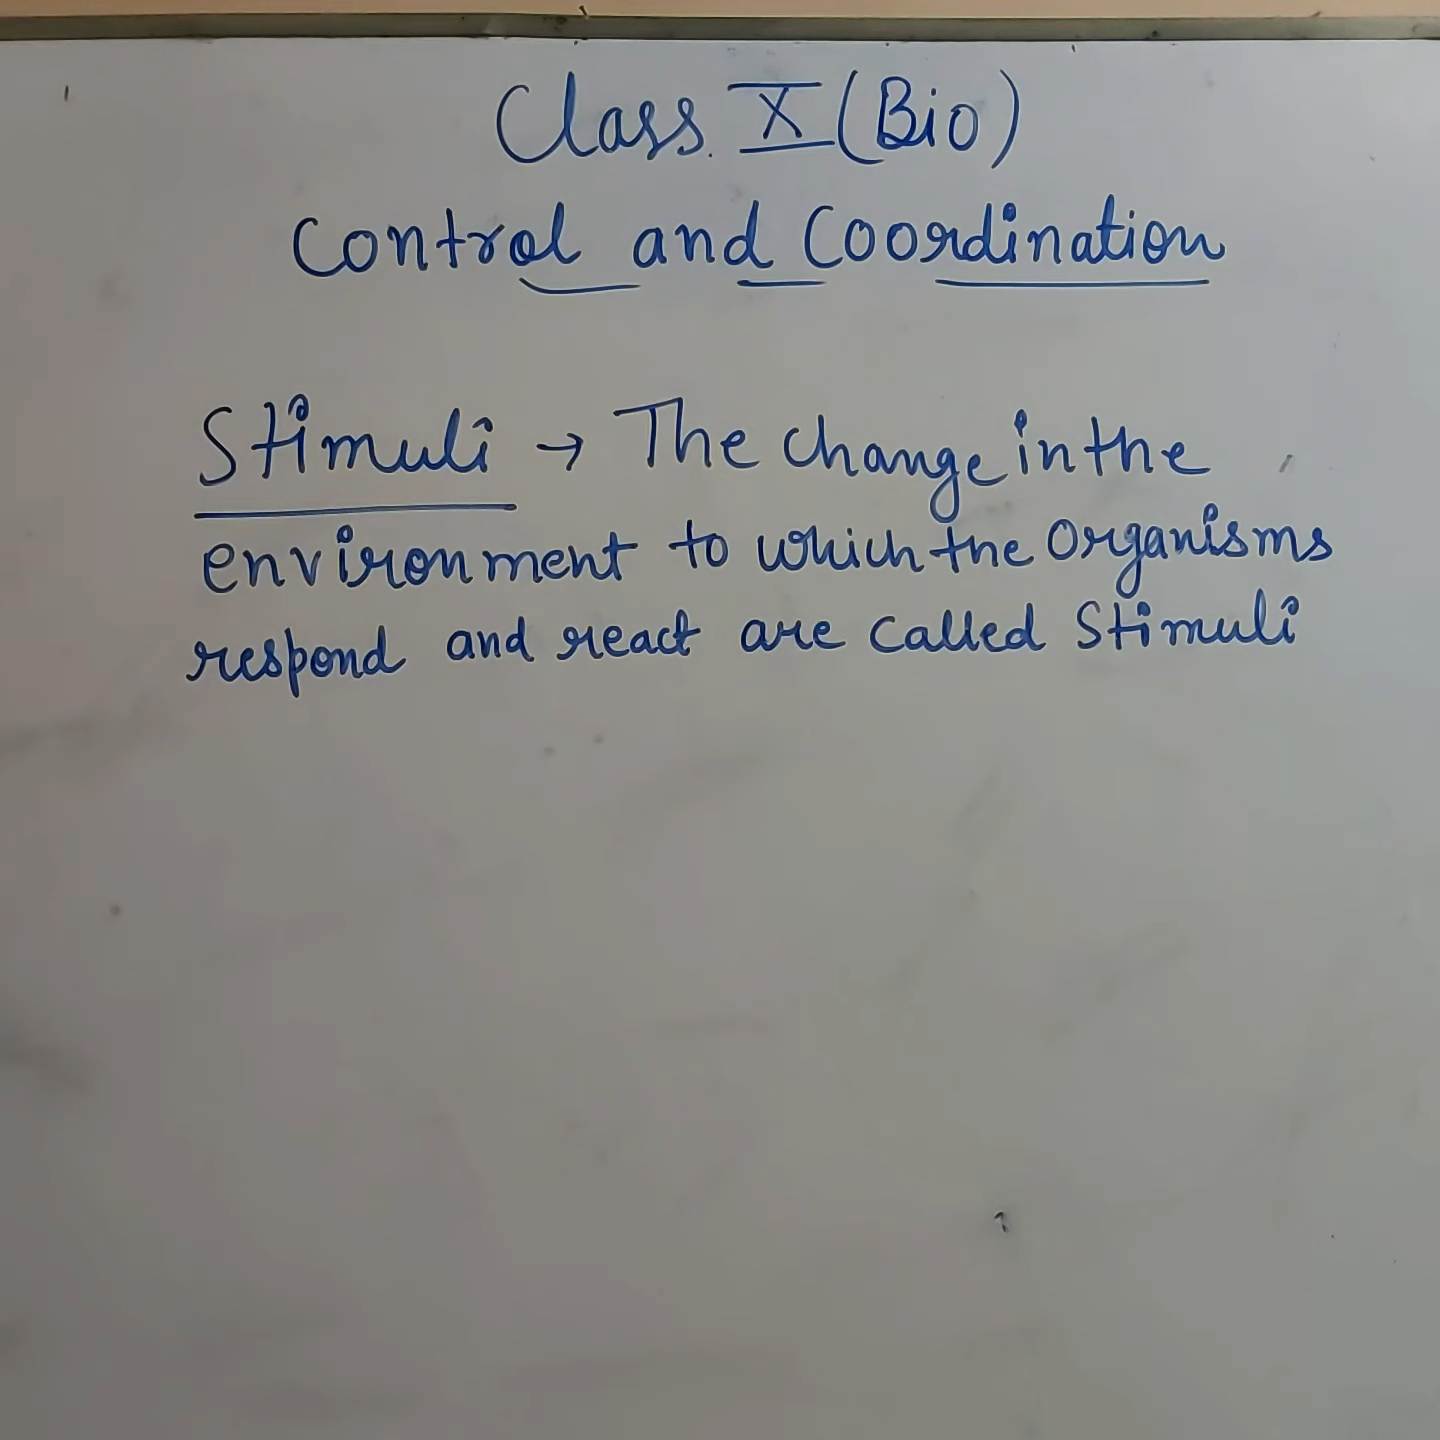 Class X (Bio)
Control and Coordination
Stimuli → The change in the
environment to which the Organisms
respond and react are called Stimuli